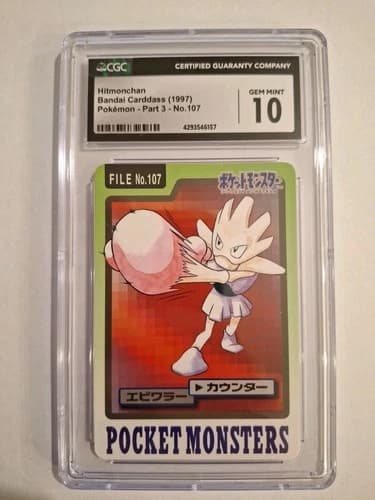 CGC
CERTIFIED GUARANTY COMPANY
Hitmonchan
Bandai Carddass (1997)
Pokémon - Part 3 - No.107
GEM MINT
10
4293546157
FILE No.107
ポケットモンスター
エビワラー
▶カウンター
POCKET MONSTERS